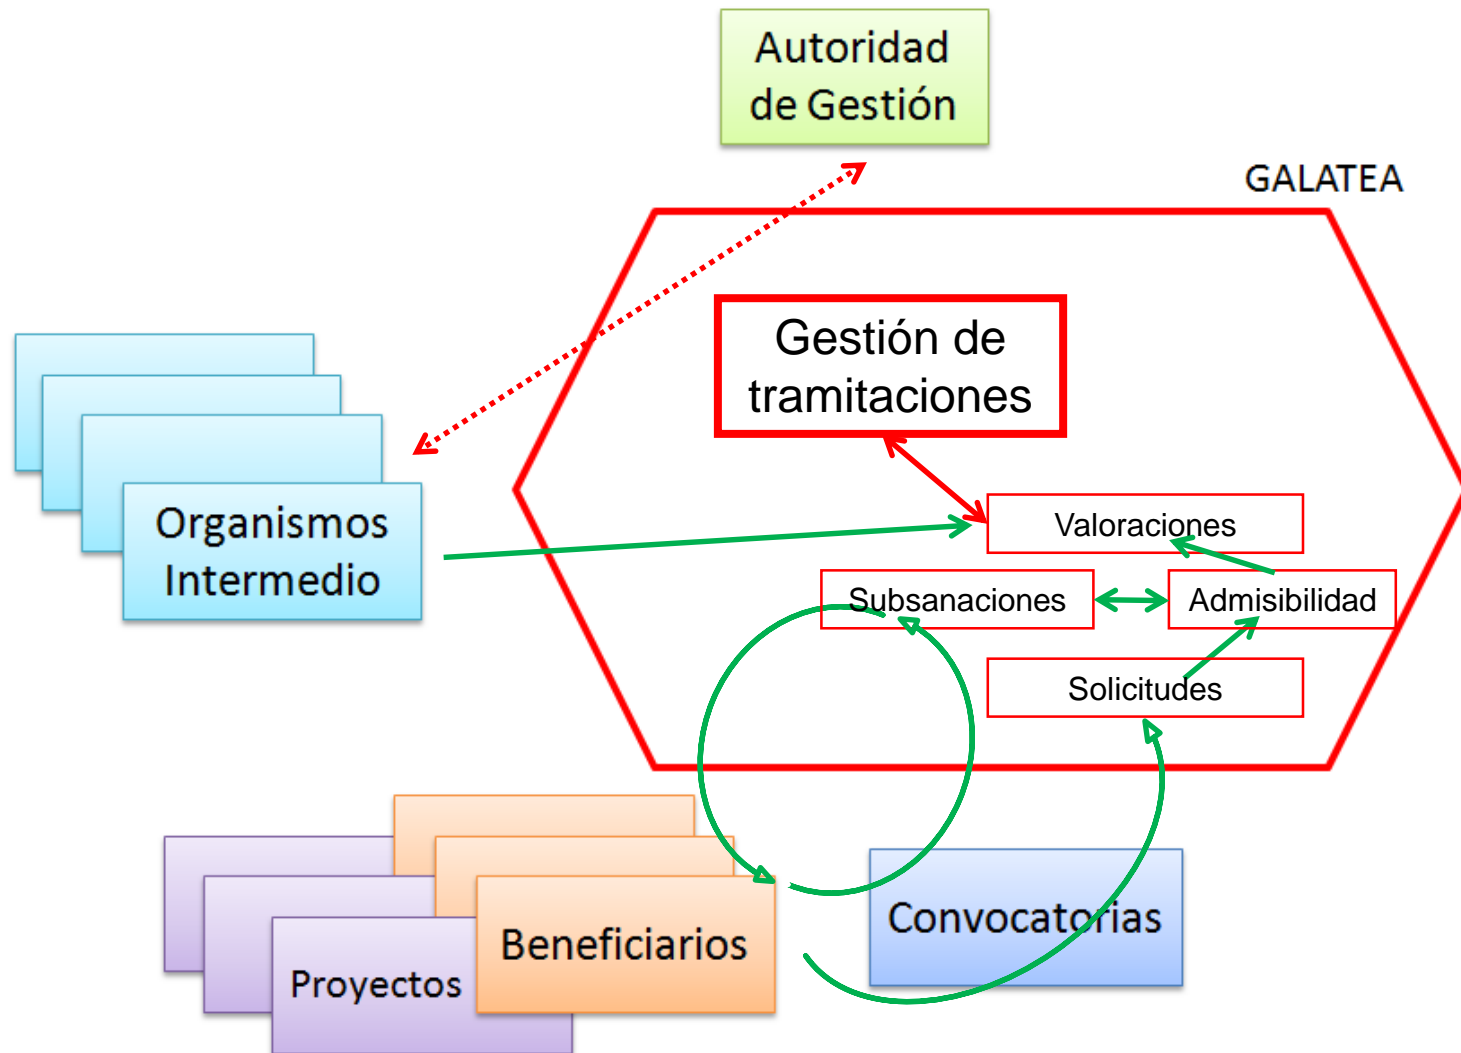 Autoridad
de Gestión
GALATEA
Gestión de
tramitaciones
Organismos
Intermedio
Valoraciones
Subsanaciones
Admisibilidad
Solicitudes
Convocatorias
Beneficiarios
Proyectos